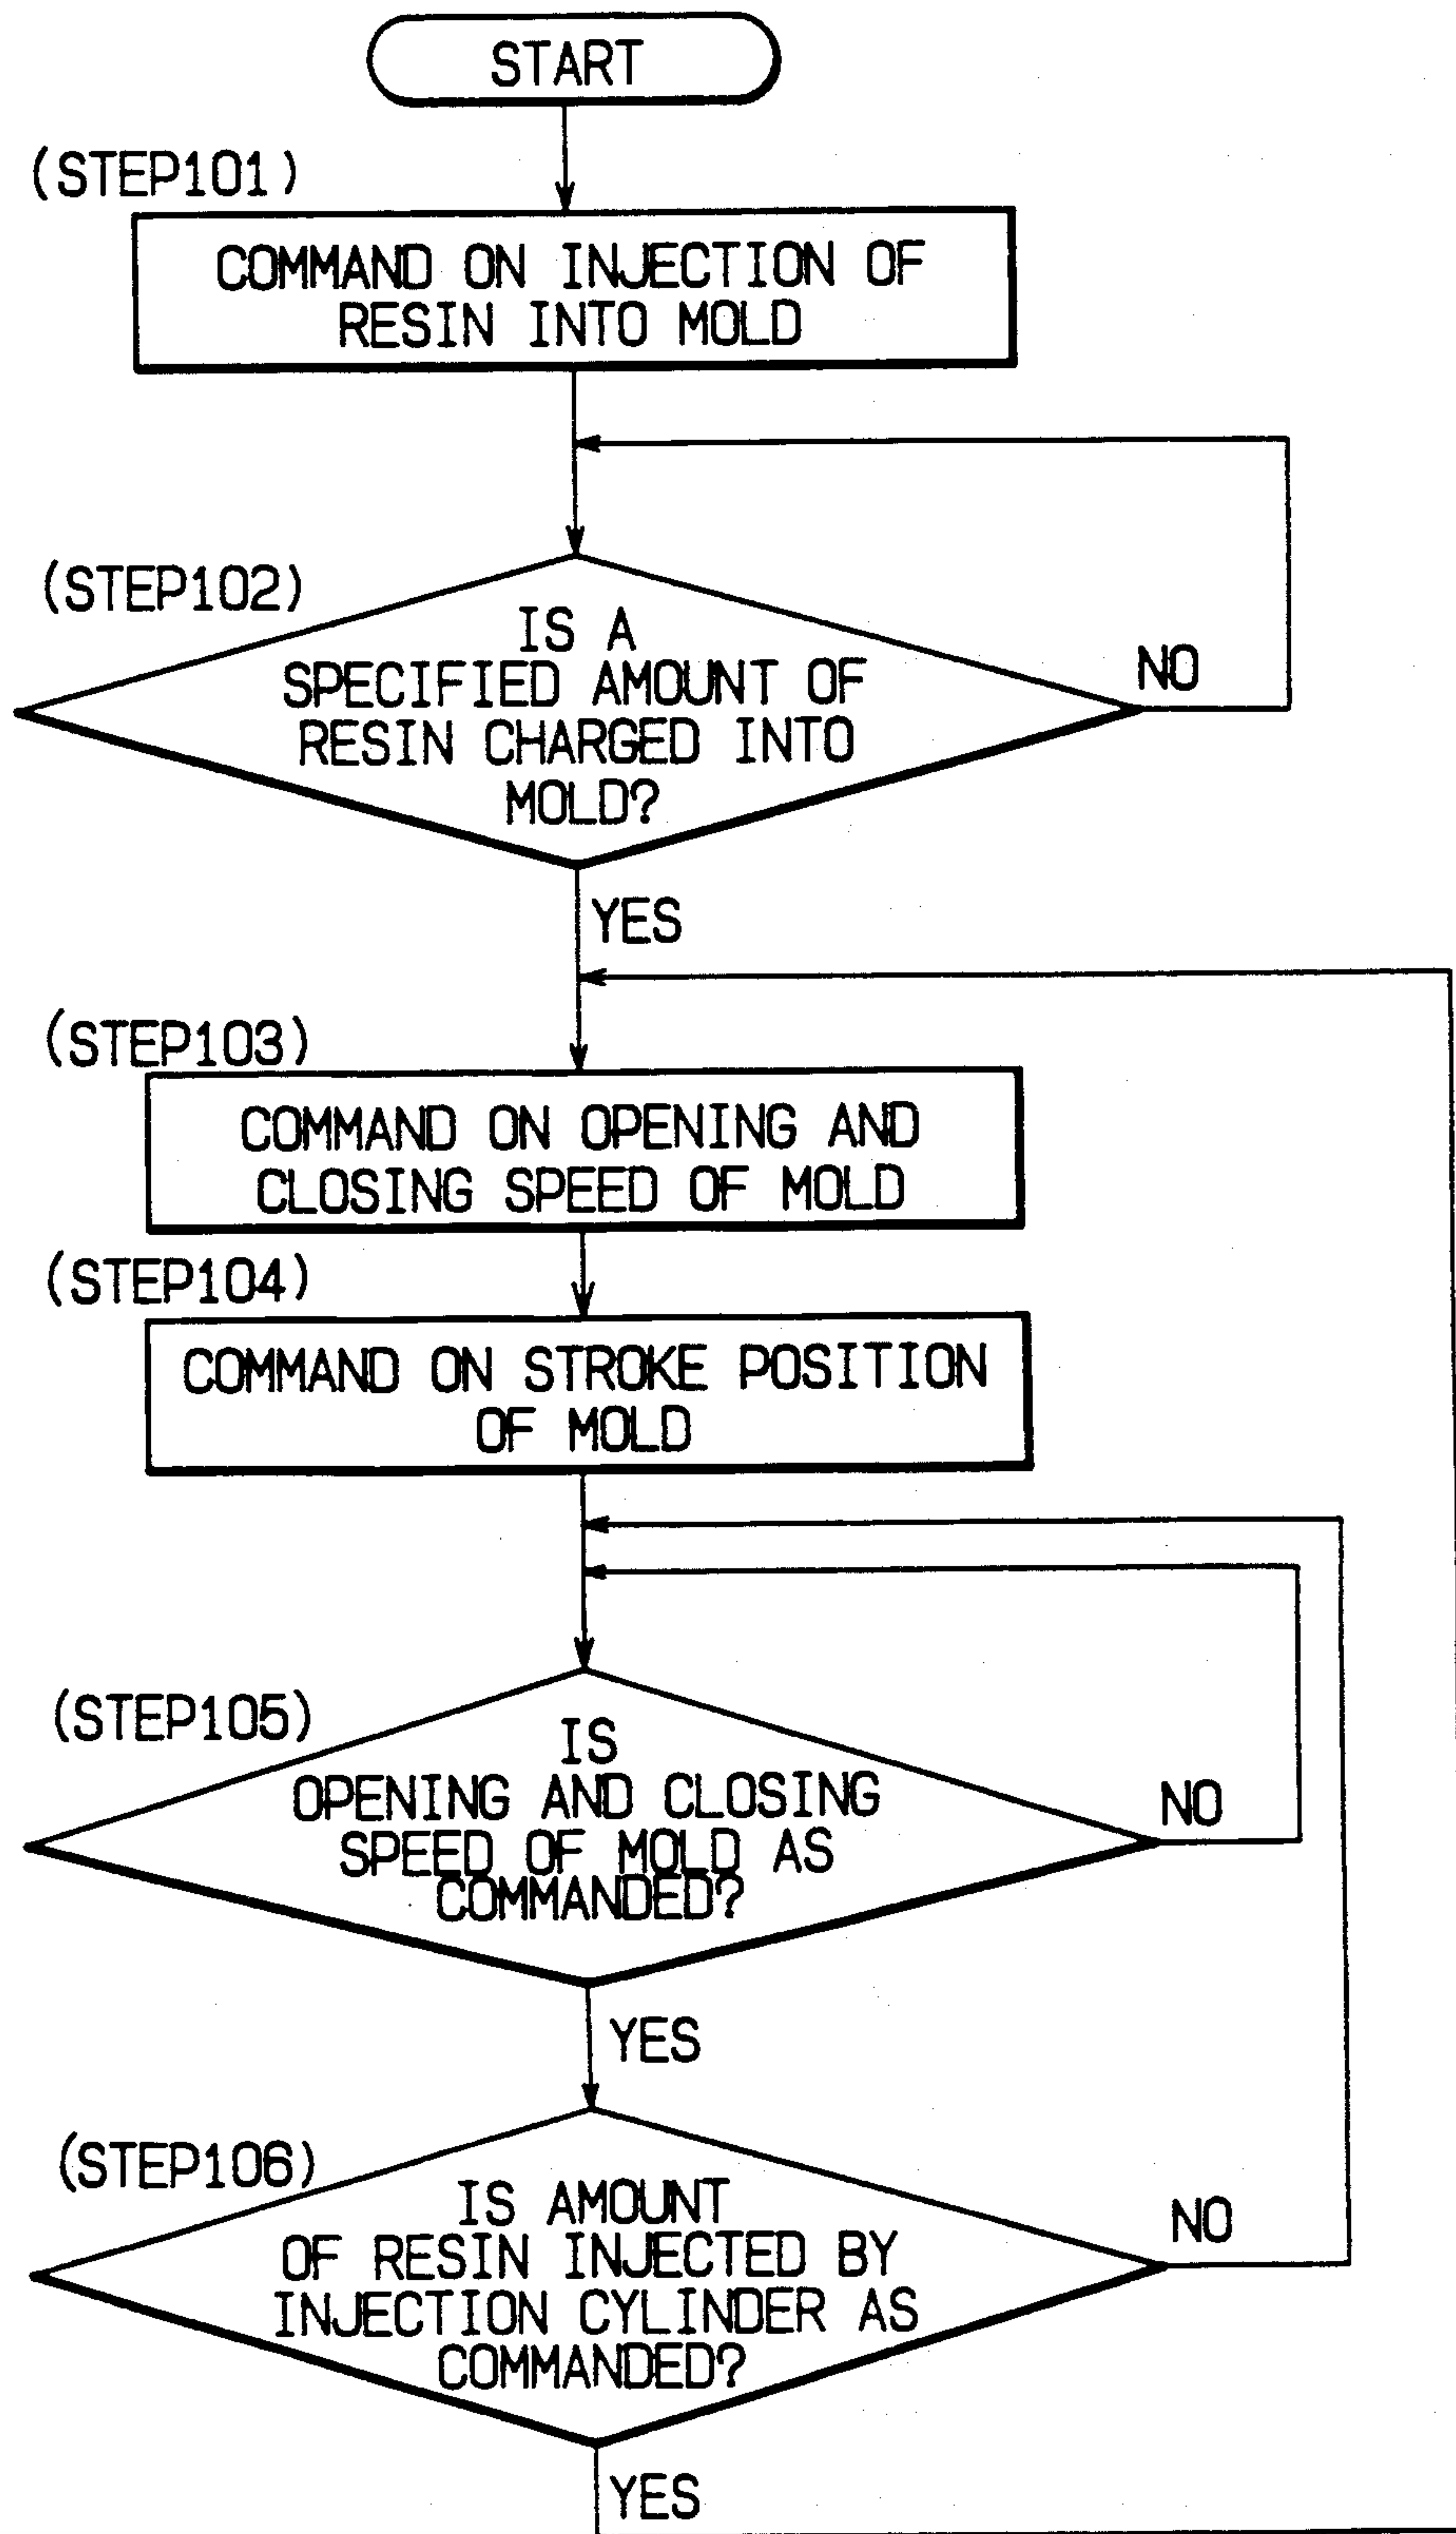 START
(STEP101)
COMMAND ON INJECTION OF
RESIN INTO MOLD
(STEP102)
IS A
SPECIFIED AMOUNT OF
RESIN CHARGED INTO
MOLD?
NO
YES
(STEP103)
COMMAND ON OPENING AND
CLOSING SPEED OF MOLD
(STEP104)
COMMAND ON STROKE POSITION
OF MOLD
(STEP105)
IS
OPENING AND CLOSING
SPEED OF MOLD AS
COMMANDED?
NO
YES
(STEP106)
IS AMOUNT
OF RESIN INJECTED BY
INJECTION CYLINDER AS
COMMANDED?
NO
YES